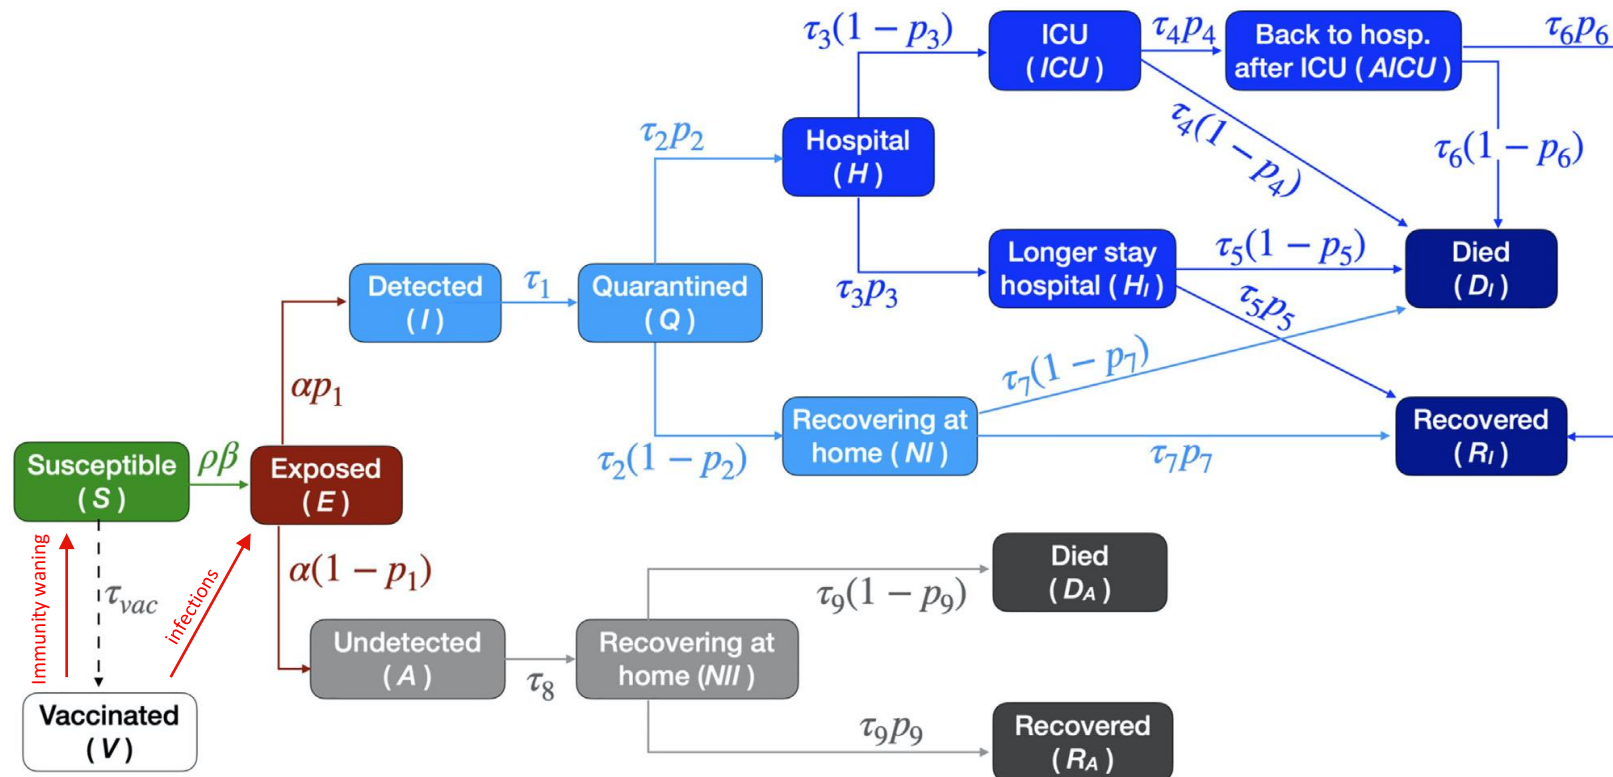 τ3(1 − p3)
ICU
(ICU)
τ4p4
Back to hosp.
after ICU (AICU)
τ6p6
τ2p2
Hospital
(H)
τ4(1 − p4)
τ6(1 − p6)
Detected
(I)
τ1
Quarantined
(Q)
τ3p3
Longer stay
hospital (HI)
τ5(1 − p5)
τ5p5
Died
(DI)
αp1
τ7(1 − p7)
Susceptible
(S)
ρβ
Exposed
(E)
τ2(1 − p2)
Recovering at
home (NI)
τ7p7
Recovered
(RI)
Immunity waning
τvac
infections
α(1 − p1)
Undetected
(A)
τ8
Recovering at
home (NII)
τ9(1 − p9)
Died
(DA)
Vaccinated
(V)
τ9p9
Recovered
(RA)